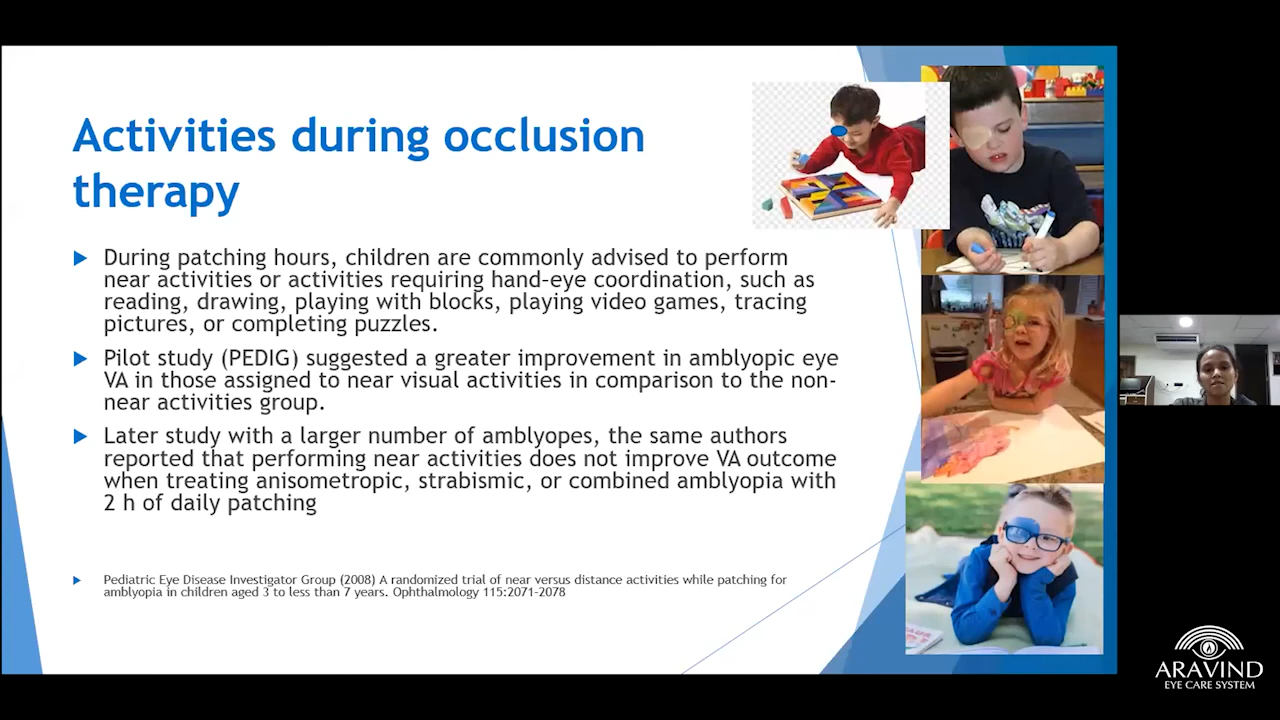 Activities during occlusion
therapy
During patching hours, children are commonly advised to perform
near activities or activities requiring hand-eye coordination, such as
reading, drawing, playing with blocks, playing video games, tracing
pictures, or completing puzzles.
Pilot study (PEDIG) suggested a greater improvement in amblyopic eye
VA in those assigned to near visual activities in comparison to the non-
near activities group.
Later study with a larger number of amblyopes, the same authors
reported that performing near activities does not improve VA outcome
when treating anisometropic, strabismic, or combined amblyopia with
2 h of daily patching
Pediatric Eye Disease Investigator Group (2008) A randomized trial of near versus distance activities while patching for
amblyopia in children aged 3 to less than 7 years. Ophthalmology 115:2071–2078
ARAVIND
EYE CARE SYSTEM